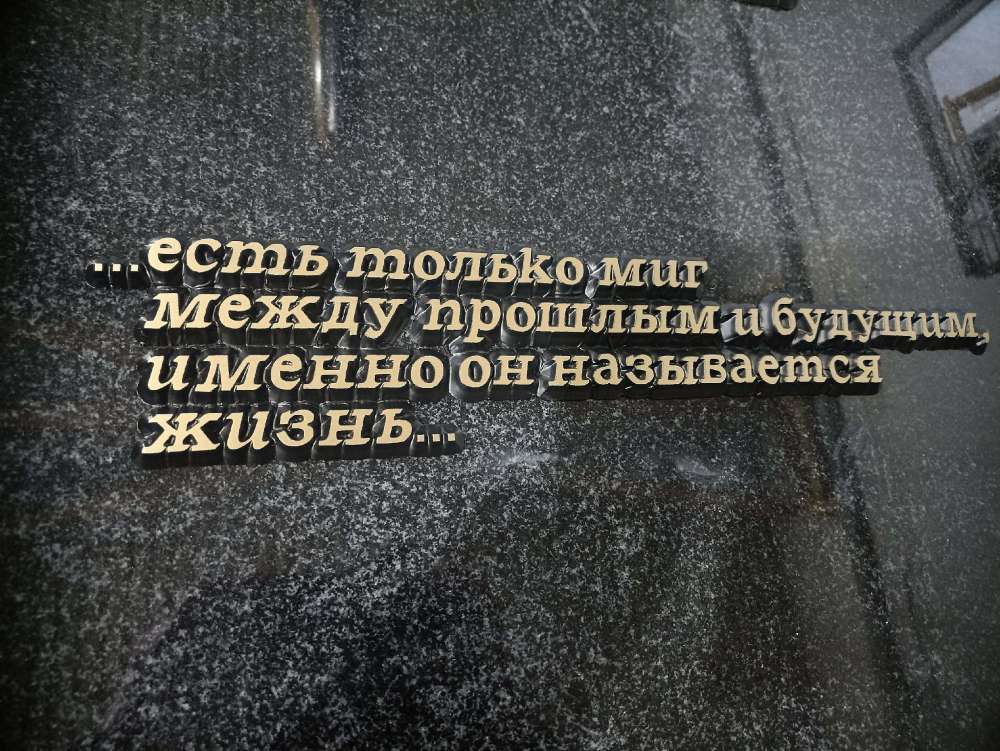 ...есть только миг
между прошлым и будущим,
именно он называется
жизнь...